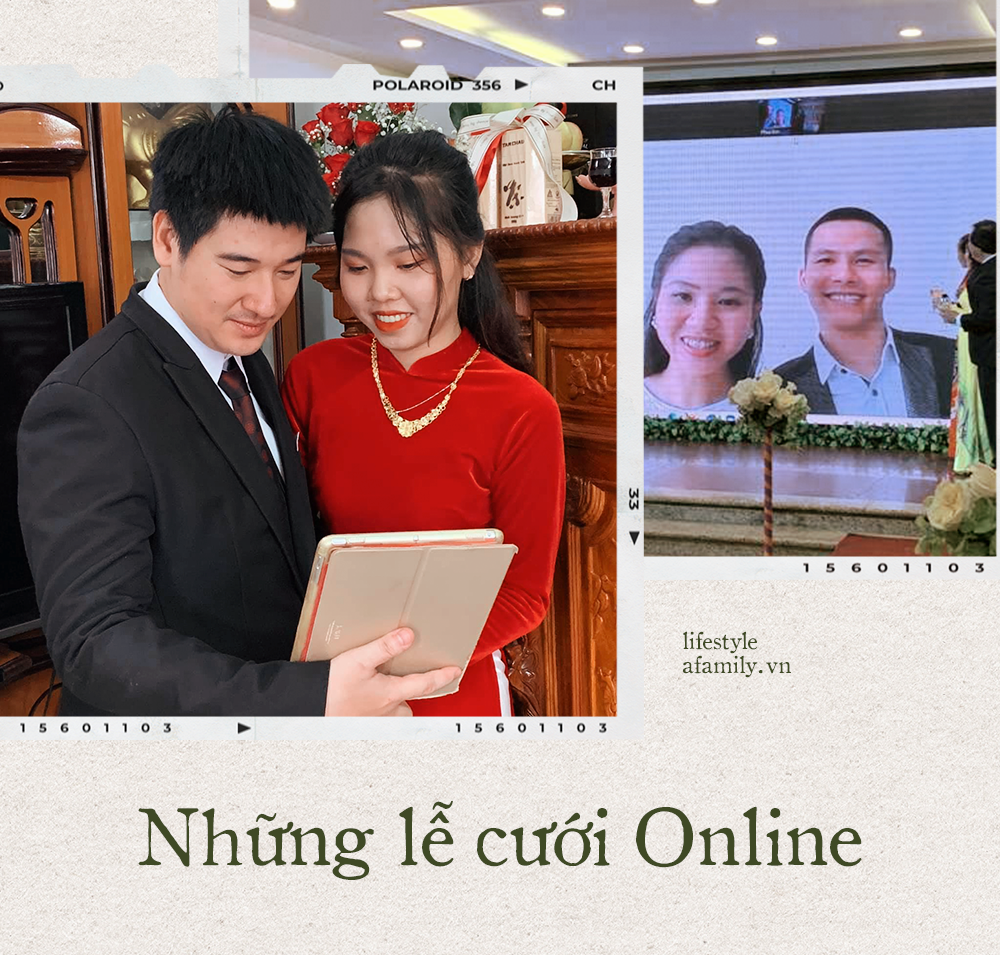 POLAROID 356 ▶ CH
33
15601103
lifestyle
afamily.vn
15601103 ▶ 15601103
Những lễ cưới Online